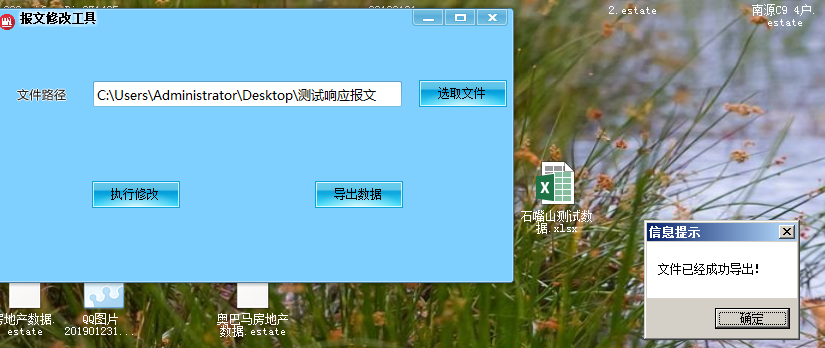 2.estate
南源C9 4户.
estate
报文修改工具
文件路径
C:\Users\Administrator\Desktop\测试响应报文
选取文件
执行修改
导出数据
石嘴山测试数
据.xlsx
信息提示
文件已经成功导出!
确定
房地产数据.
estate
QQ图片
201901231...
奥巴马房地产
数据.estate